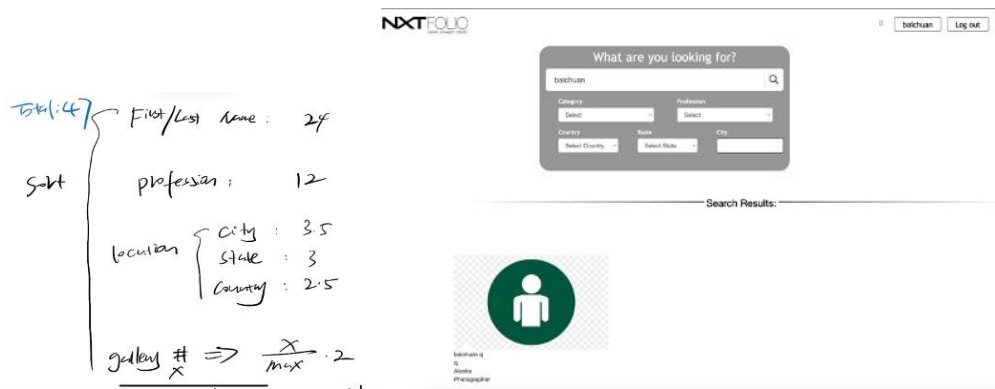 Total: 47
First/Last Name: 24
Sort
profession: 12
location
city: 3.5
state: 3
country: 2.5
gallery # => x/max · 2
x
NXTFOLIO
baichuan
Log out
What are you looking for?
baichuan
Category
Profession
Select
Select
Country
State
City
Select Country
Select State
Search Results:
baichuan q
q
Alaska
Photographer